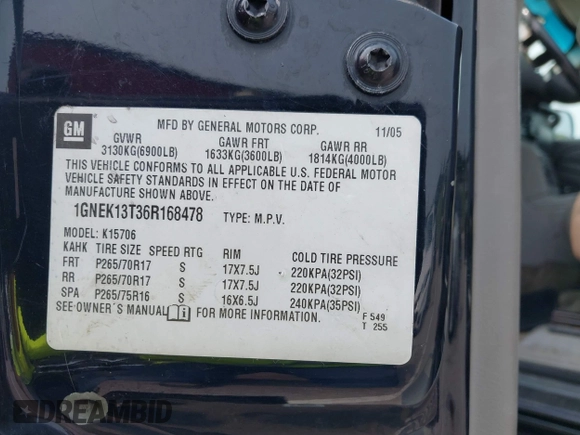 GM
MFD BY GENERAL MOTORS CORP. 11/05
GVWR GAWR FRT GAWR RR
3130KG(6900LB) 1633KG(3600LB) 1814KG(4000LB)
THIS VEHICLE CONFORMS TO ALL APPLICABLE U.S. FEDERAL MOTOR
VEHICLE SAFETY STANDARDS IN EFFECT ON THE DATE OF
MANUFACTURE SHOWN ABOVE.
1GNEK13T36R168478 TYPE: M.P.V.
MODEL: K15706
KAHK TIRE SIZE SPEED RTG RIM COLD TIRE PRESSURE
FRT P265/70R17 S 17X7.5J 220KPA(32PSI)
RR P265/70R17 S 17X7.5J 220KPA(32PSI)
SPA P265/75R16 S 16X6.5J 240KPA(35PSI)
SEE OWNER´S MANUAL FOR MORE INFORMATION.
F 549
T 255
DREAMBID